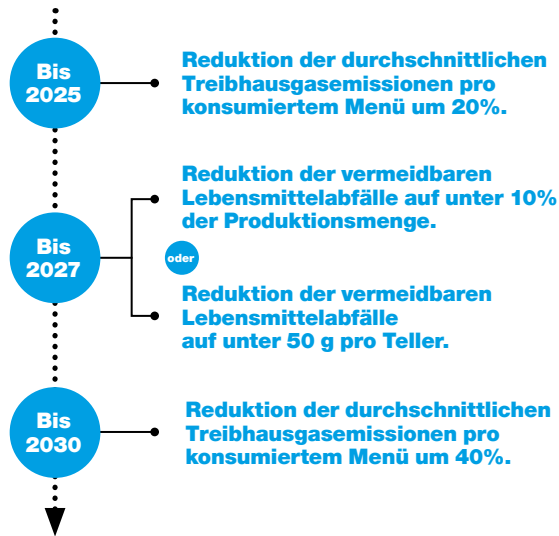 Bis
2025
Reduktion der durchschnittlichen
Treibhausgasemissionen pro
konsumiertem Menü um 20%.
Bis
2027
Reduktion der vermeidbaren
Lebensmittelabfälle auf unter 10%
der Produktionsmenge.
oder
Reduktion der vermeidbaren
Lebensmittelabfälle
auf unter 50 g pro Teller.
Bis
2030
Reduktion der durchschnittlichen
Treibhausgasemissionen pro
konsumiertem Menü um 40%.